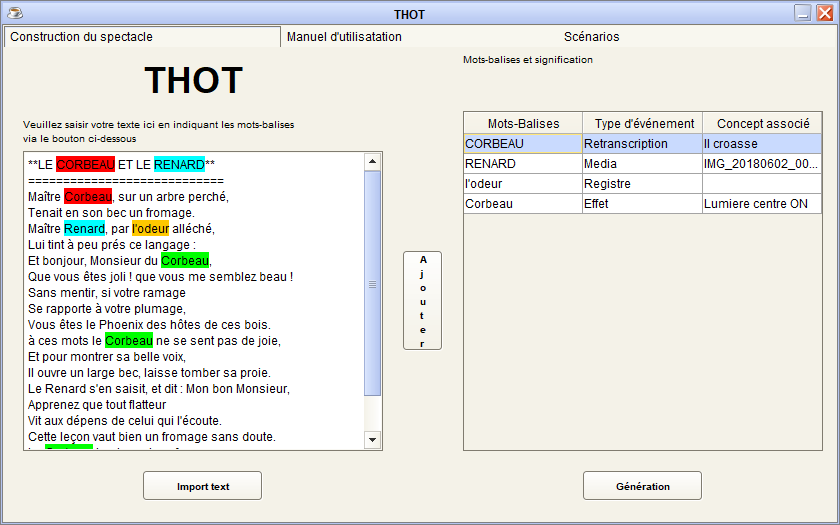 THOT
Construction du spectacle
Manuel d'utilisatation
Scénarios
THOT
Mots-balises et signification
Veuillez saisir votre texte ici en indiquant les mots-balises
via le bouton ci-dessous
**LE CORBEAU ET LE RENARD**
============================
Maître Corbeau, sur un arbre perché,
Tenait en son bec un fromage.
Maître Renard, par l'odeur alléché,
Lui tint à peu prés ce langage :
Et bonjour, Monsieur du Corbeau,
Que vous êtes joli ! que vous me semblez beau !
Sans mentir, si votre ramage
Se rapporte à votre plumage,
Vous êtes le Phoenix des hôtes de ces bois.
à ces mots le Corbeau ne se sent pas de joie,
Et pour montrer sa belle voix,
Il ouvre un large bec, laisse tomber sa proie.
Le Renard s'en saisit, et dit : Mon bon Monsieur,
Apprenez que tout flatteur
Vit aux dépens de celui qui l'écoute.
Cette leçon vaut bien un fromage sans doute.
Ajouter
Mots-Balises Type d'événement Concept associé
CORBEAU Retranscription Il croasse
RENARD Media IMG_20180602_00...
l'odeur Registre
Corbeau Effet Lumiere centre ON
Import text
Génération